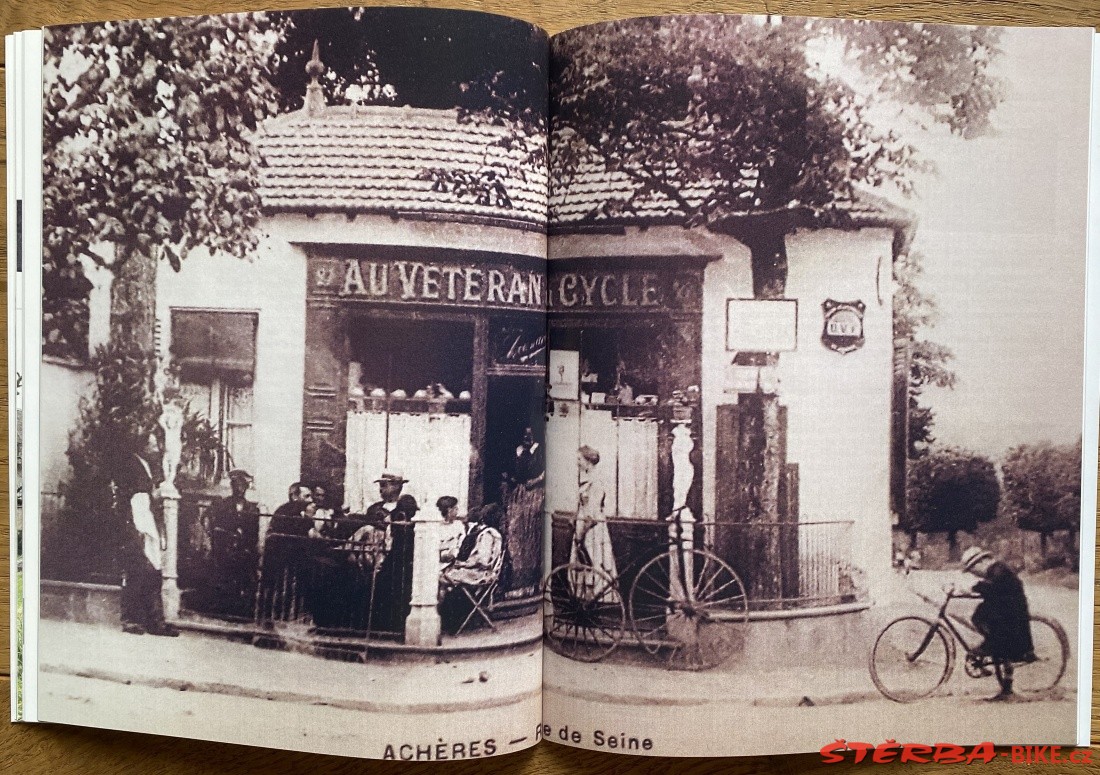 AU VETERAN CYCLE
U.V.F.
ACHÈRES — R e de Seine
ŠTĚRBA-BIKE.cz